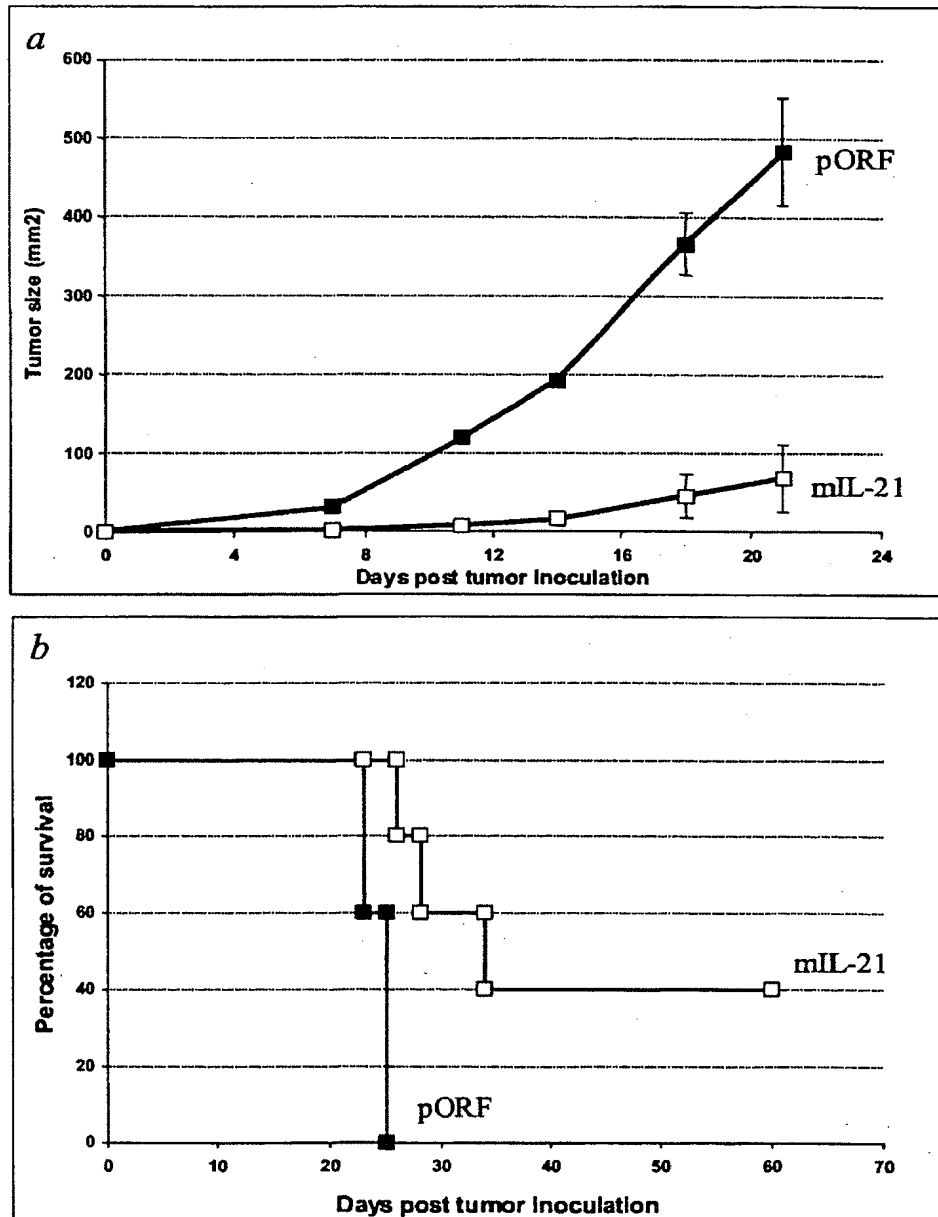 a
600
500
400
300
200
100
0
Tumor size (mm2)
pORF
mIL-21
0 4 8 12 16 20 24
Days post tumor Inoculation
b
120
100
80
60
40
20
0
Percentage of survival
mIL-21
pORF
0 10 20 30 40 50 60 70
Days post tumor Inoculation